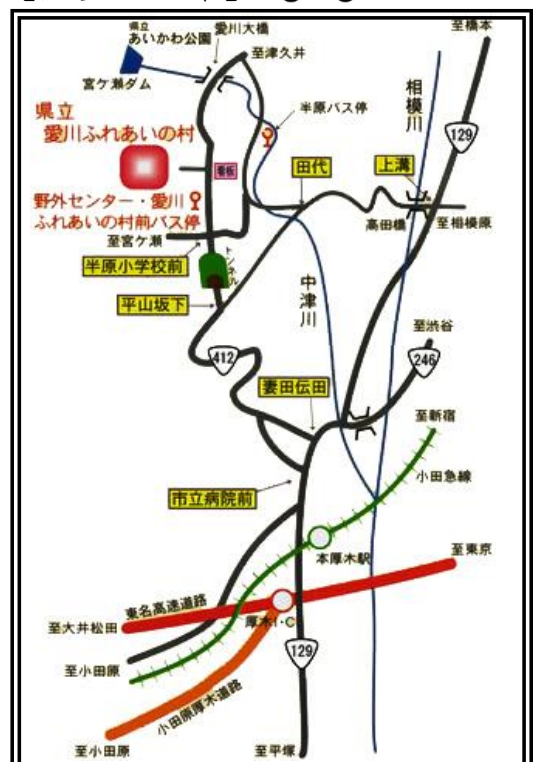 県立
あいかわ公園
愛川大橋
至津久井
至橋本
宮ケ瀬ダム
半原バス停
相模川
129
県立
愛川ふれあいの村
看板
田代
上溝
野外センター・愛川
ふれあいの村前バス停
高田橋
至相模原
至宮ケ瀬
トンネル
半原小学校前
中津川
平山坂下
至渋谷
412
246
妻田伝田
至新宿
小田急線
市立病院前
本厚木駅
至東京
東名高速道路
至大井松田
厚木I・C
至小田原
129
小田原厚木道路
至小田原
至平塚